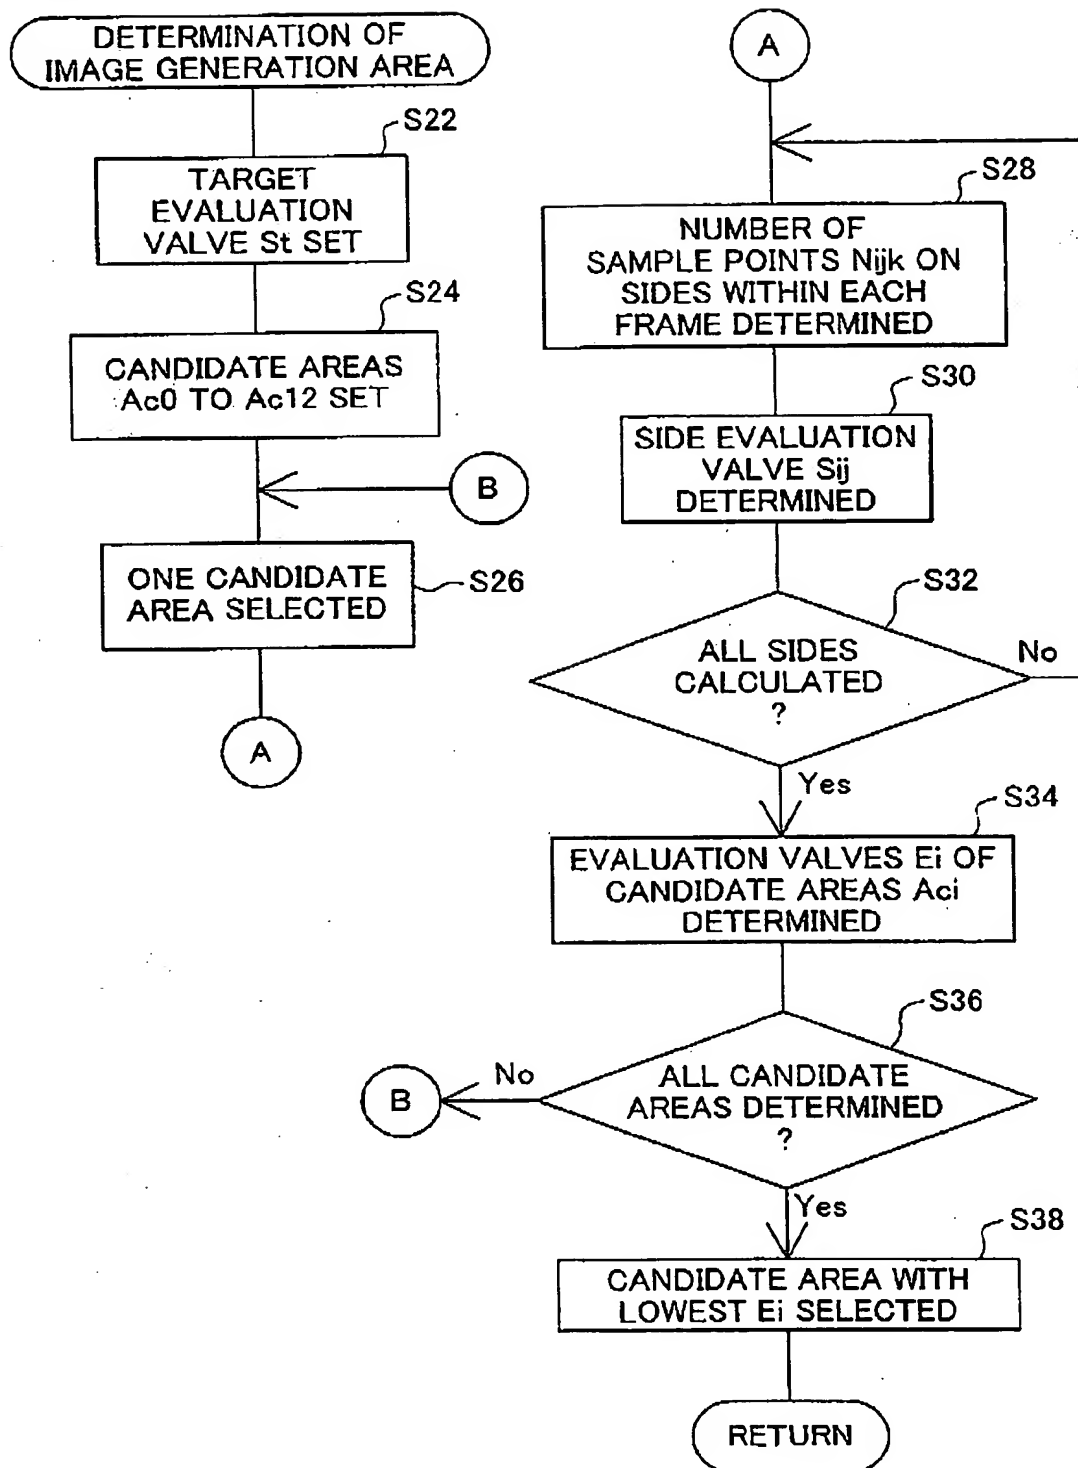 DETERMINATION OF
IMAGE GENERATION AREA
S22
TARGET
EVALUATION
VALVE St SET
S24
CANDIDATE AREAS
Ac0 TO Ac12 SET
B
ONE CANDIDATE
AREA SELECTED
S26
A
A
S28
NUMBER OF
SAMPLE POINTS Nijk ON
SIDES WITHIN EACH
FRAME DETERMINED
S30
SIDE EVALUATION
VALVE Sij
DETERMINED
S32
ALL SIDES
CALCULATED
?
No
Yes
S34
EVALUATION VALVES Ei OF
CANDIDATE AREAS Aci
DETERMINED
S36
ALL CANDIDATE
AREAS DETERMINED
?
No
B
Yes
S38
CANDIDATE AREA WITH
LOWEST Ei SELECTED
RETURN